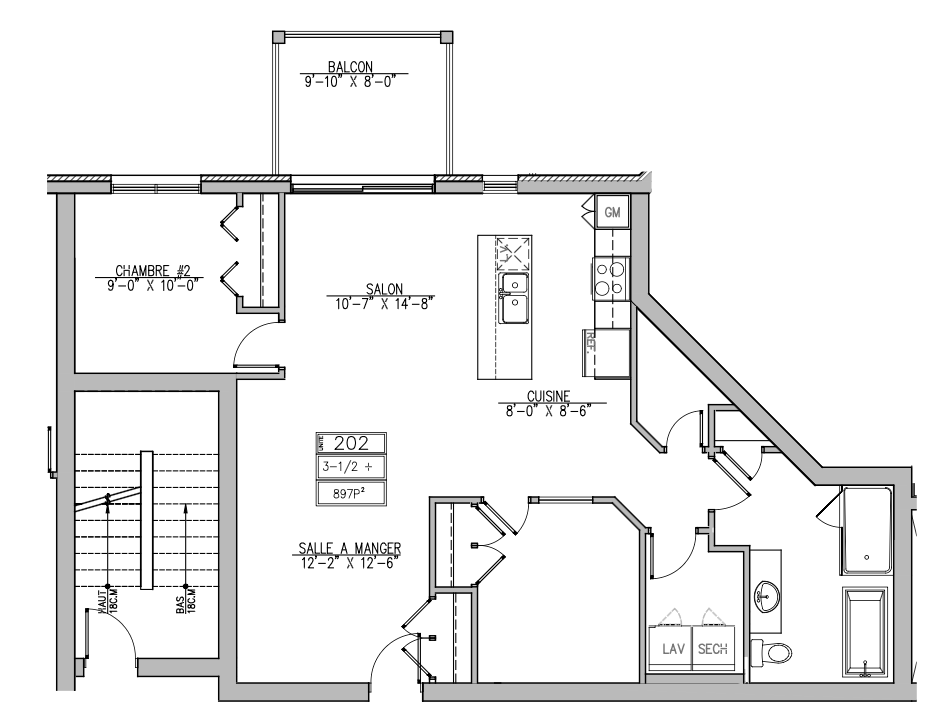 BALCON
9'-10" X 8'-0"
GM
CHAMBRE #2
9'-0" X 10'-0"
SALON
10'-7" X 14'-8"
REF.
CUISINE
8'-0" X 8'-6"
UNITE 202
3-1/2 +
897P²
SALLE A MANGER
12'-2" X 12'-6"
HAUT
18C.M
BAS
18C.M
LAV
SECH